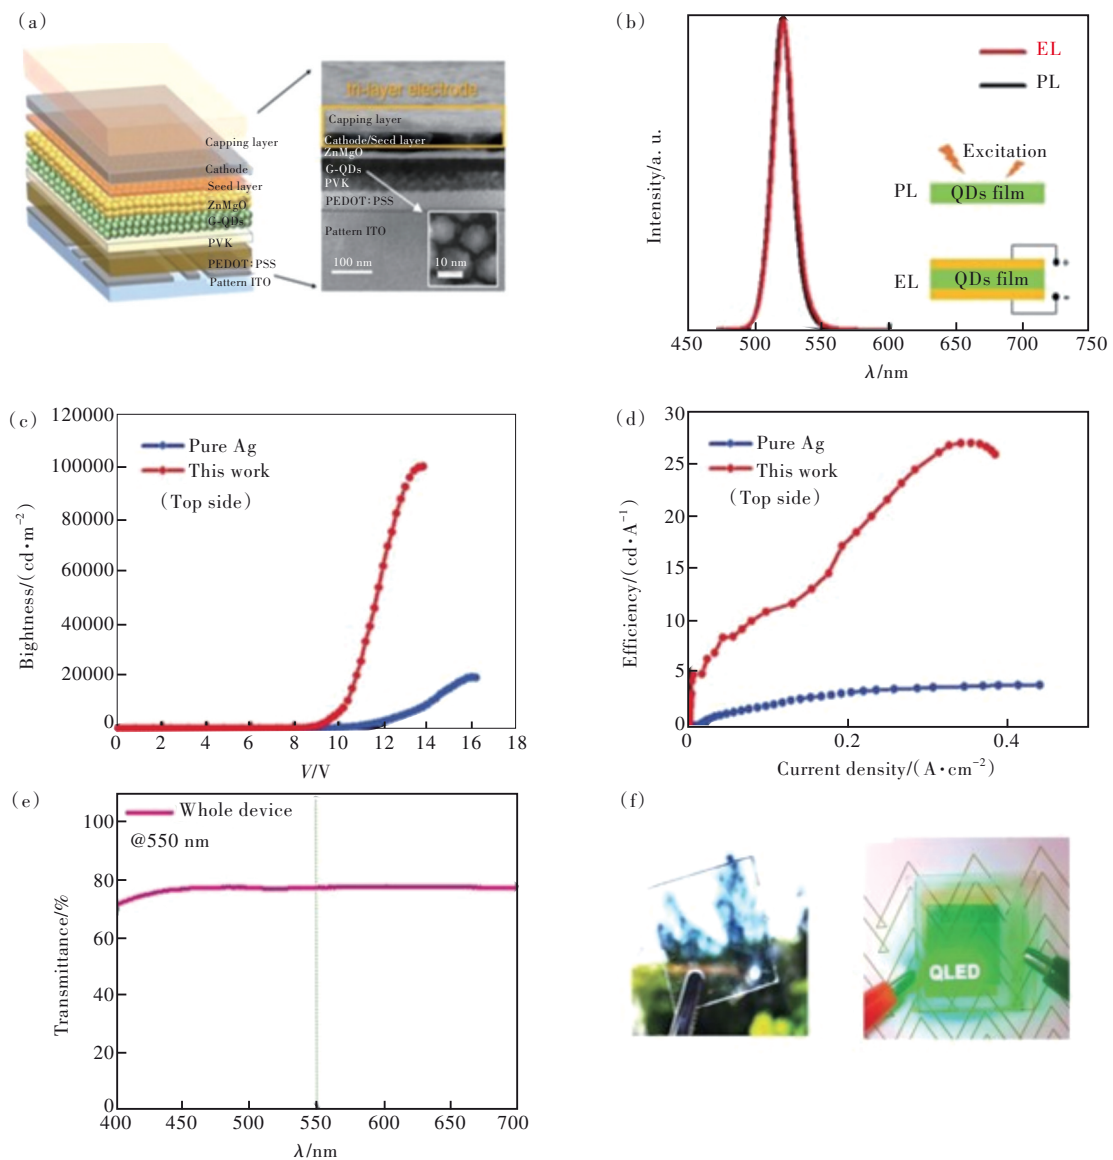 (a)
Capping layer
Cathode
Seed layer
ZnMgO
G-QDs
PVK
PEDOT:PSS
Pattern ITO
tri-layer electrode
Capping layer
Cathode/Seed layer
ZnMgO
G-QDs
PVK
PEDOT:PSS
Pattern ITO
100 nm
10 nm
(b)
EL
PL
Excitation
PL
QDs film
EL
QDs film
+
-
Intensity/a. u.
450 500 550 600 650 700 750
λ/nm
(c)
120000
100000
80000
60000
40000
20000
0
Pure Ag
This work
(Top side)
Bightness/(cd·m⁻²)
0 2 4 6 8 10 12 14 16 18
V/V
(d)
30
25
20
15
10
5
0
Pure Ag
This work
(Top side)
Efficiency/(cd·A⁻¹)
0 0.2 0.4
Current density/(A·cm⁻²)
(e)
100
80
60
40
20
0
Whole device
@550 nm
Transmittance/%
400 450 500 550 600 650 700
λ/nm
(f)
QLED